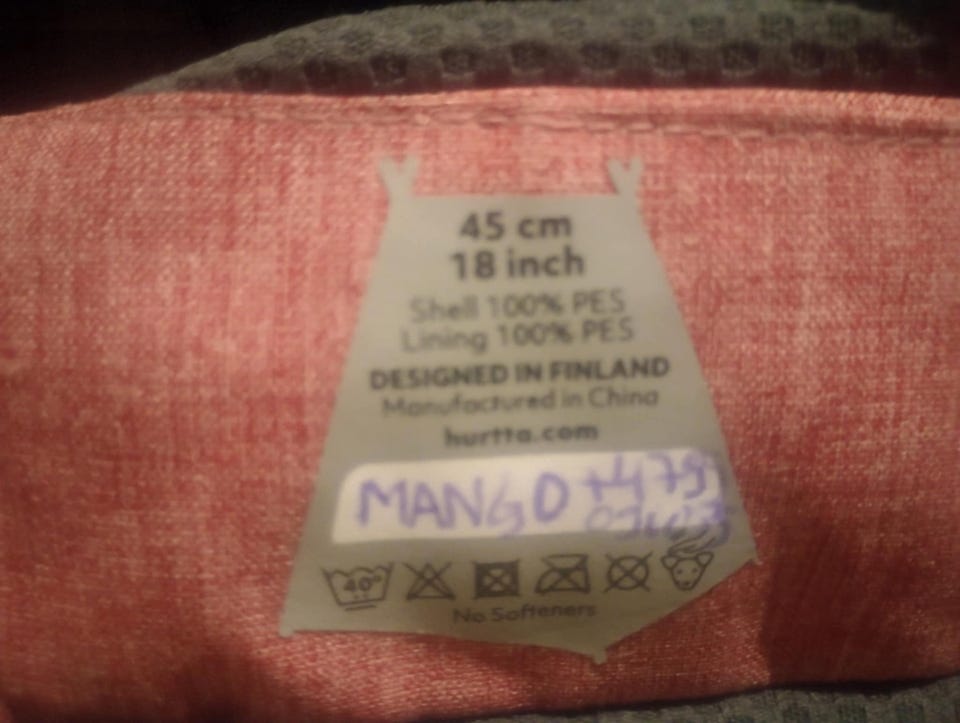 45 cm
18 inch
Shell 100% PES
Lining 100% PES
DESIGNED IN FINLAND
Manufactured in China
hurtta.com
MANGO
40°
No Softeners